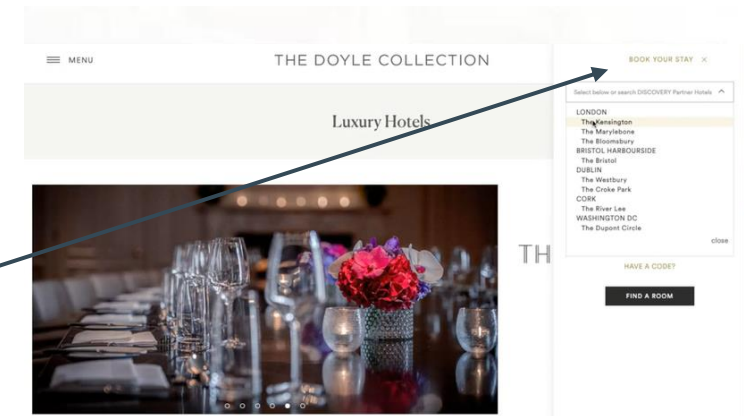 MENU
THE DOYLE COLLECTION
BOOK YOUR STAY ×
Luxury Hotels
Select below or search DISCOVERY Partner Hotels
LONDON
The Kensington
The Marylebone
The Bloomsbury
BRISTOL HARBOURSIDE
The Bristol
DUBLIN
The Westbury
The Croke Park
CORK
The River Lee
WASHINGTON DC
The Dupont Circle
close
TH
HAVE A CODE?
FIND A ROOM